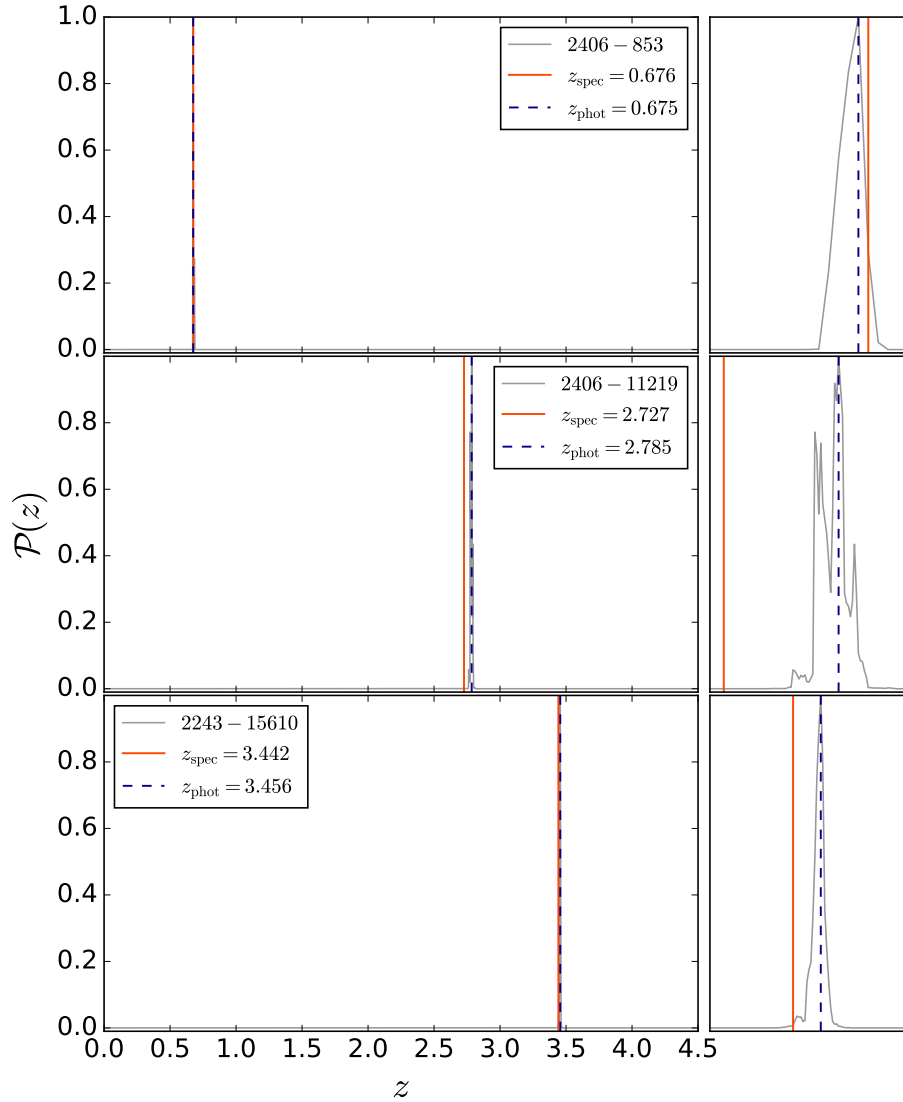 1.0
0.8
0.6
0.4
0.2
0.0
2406 − 853
z_spec = 0.676
z_phot = 0.675
0.8
0.6
0.4
0.2
0.0
2406 − 11219
z_spec = 2.727
z_phot = 2.785
P(z)
0.8
0.6
0.4
0.2
0.0
2243 − 15610
z_spec = 3.442
z_phot = 3.456
0.0 0.5 1.0 1.5 2.0 2.5 3.0 3.5 4.0 4.5
z